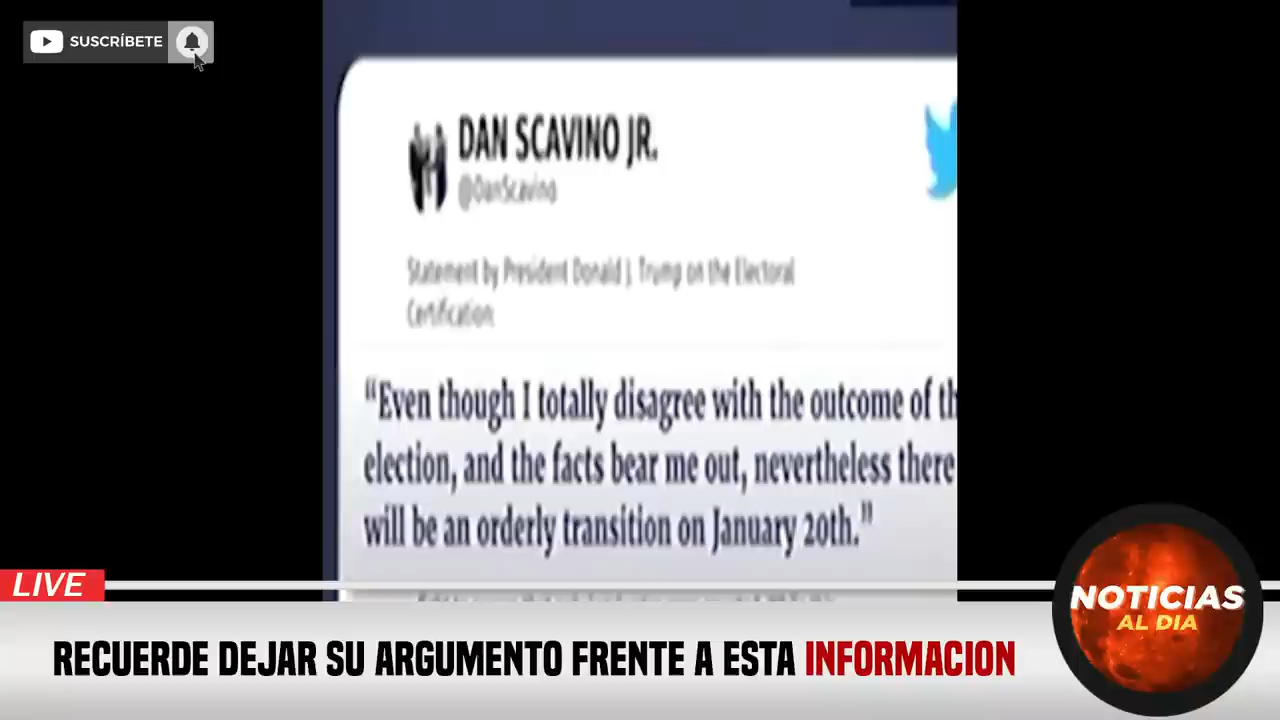 SUSCRÍBETE
DAN SCAVINO JR.
@DanScavino
Statement by President Donald J. Trump on the Electoral
Certification:
“Even though I totally disagree with the outcome of th
election, and the facts bear me out, nevertheless there
will be an orderly transition on January 20th.”
LIVE
NOTICIAS
AL DIA
RECUERDE DEJAR SU ARGUMENTO FRENTE A ESTA INFORMACION